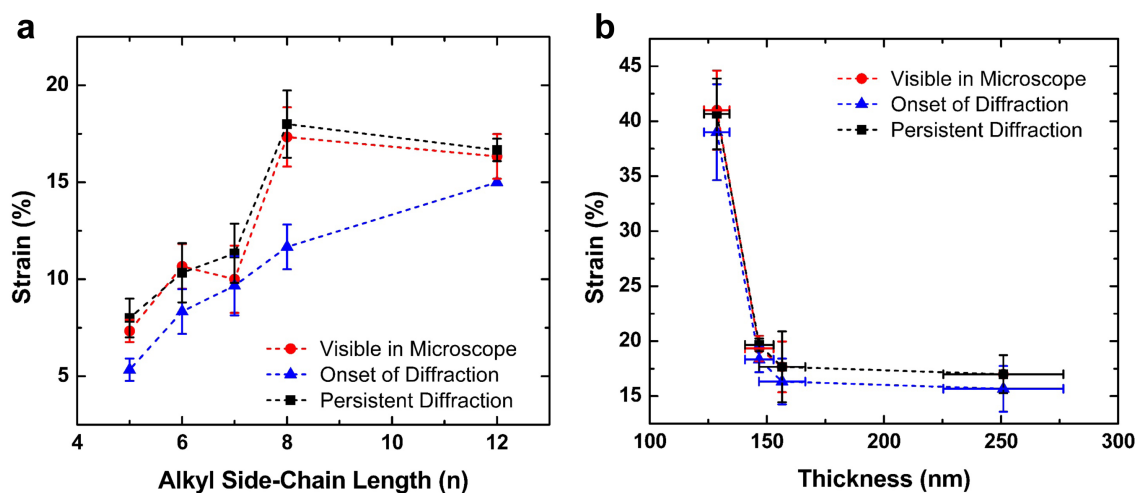 a
20
15
10
5
Strain (%)
Visible in Microscope
Onset of Diffraction
Persistent Diffraction
4 6 8 10 12
Alkyl Side-Chain Length (n)
b
45
40
35
30
25
20
15
Strain (%)
Visible in Microscope
Onset of Diffraction
Persistent Diffraction
100 150 200 250 300
Thickness (nm)